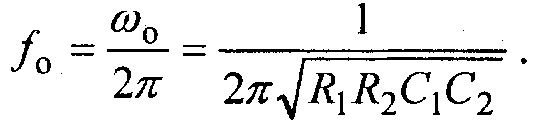 f₀ = ω₀ / 2π = 1 / 2π√R₁R₂C₁C₂ .